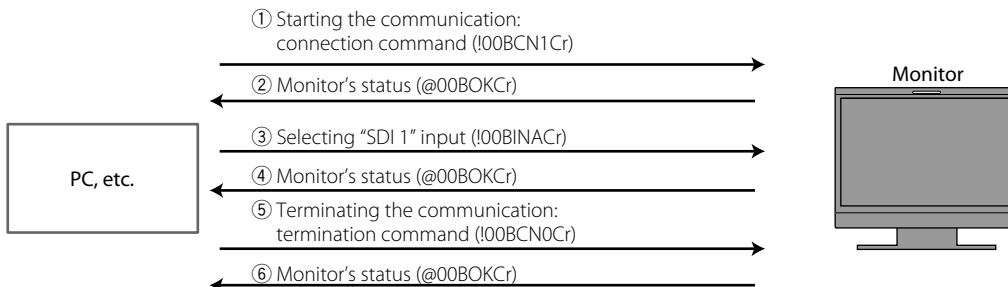 ① Starting the communication:
connection command (!00BCN1Cr)
② Monitor’s status (@00BOKCr)
Monitor
③ Selecting “SDI 1” input (!00BINACr)
PC, etc.
④ Monitor’s status (@00BOKCr)
⑤ Terminating the communication:
termination command (!00BCN0Cr)
⑥ Monitor’s status (@00BOKCr)